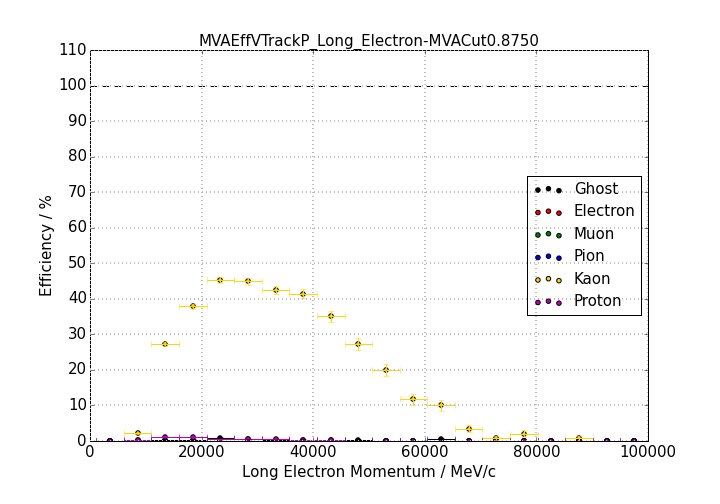 MVAEffVTrackP_Long_Electron-MVACut0.8750
110
100
90
80
70
60
50
40
30
20
10
0
Efficiency / %
Ghost
Electron
Muon
Pion
Kaon
Proton
0 20000 40000 60000 80000 100000
Long Electron Momentum / MeV/c